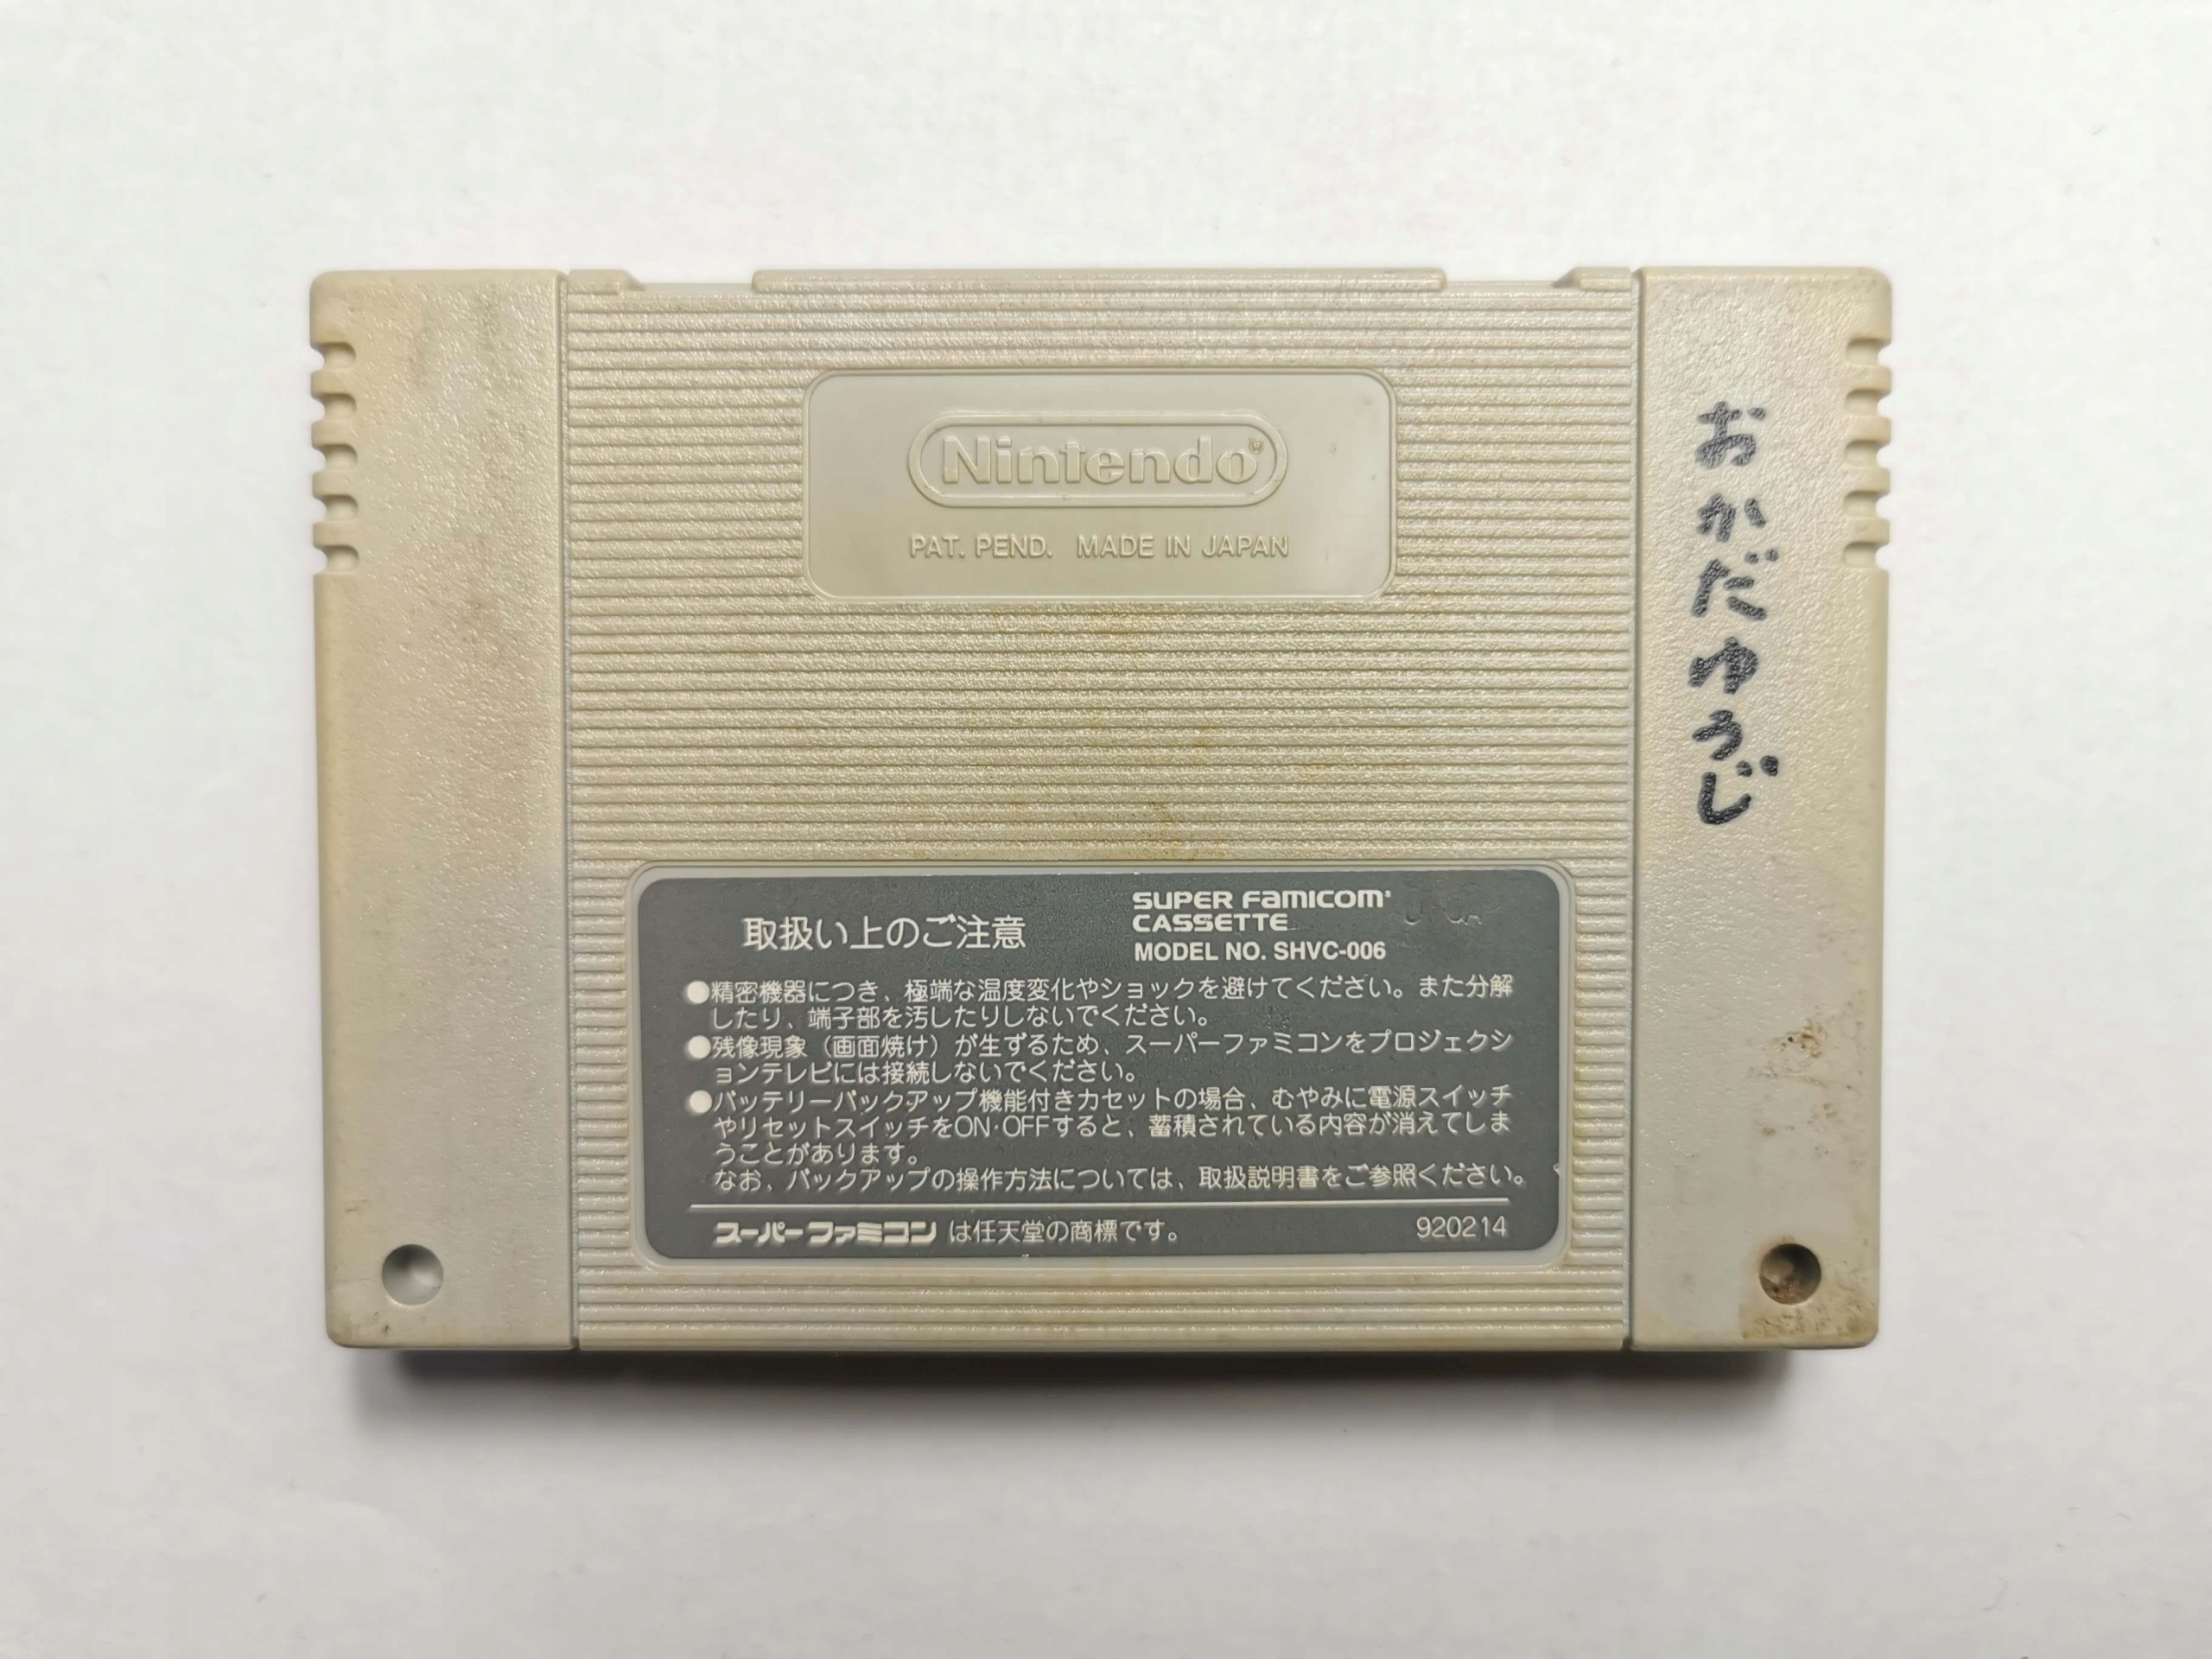 Nintendo®
PAT. PEND. MADE IN JAPAN
おかだゆうじ
取扱い上のご注意
SUPER FAMICOM
CASSETTE
MODEL NO. SHVC-006
●精密機器につき、極端な温度変化やショックを避けてください。また分解
したり、端子部を汚したりしないでください。
●残像現象（画面焼け）が生ずるため、スーパーファミコンをプロジェクシ
ョンテレビには接続しないでください。
●バッテリーバックアップ機能付きカセットの場合、むやみに電源スイッチ
やリセットスイッチをON·OFFすると、蓄積されている内容が消えてしま
うことがあります。
なお、バックアップの操作方法については、取扱説明書をご参照ください。
スーパーファミコン は任天堂の商標です。 920214